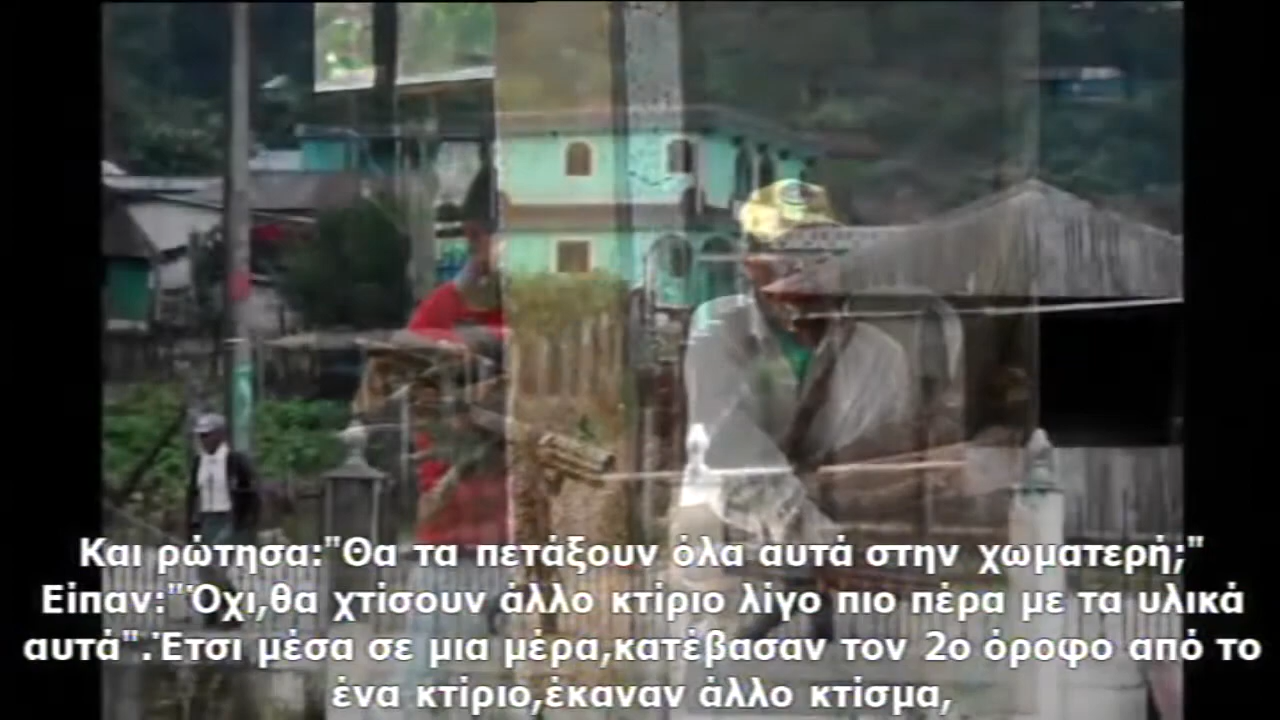 Και ρώτησα:"Θα τα πετάξουν όλα αυτά στην χωματερή;"
Είπαν:"Όχι,θα χτίσουν άλλο κτίριο λίγο πιο πέρα με τα υλικά
αυτά".Έτσι μέσα σε μια μέρα,κατέβασαν τον 2ο όροφο από το
ένα κτίριο,έκαναν άλλο κτίσμα,